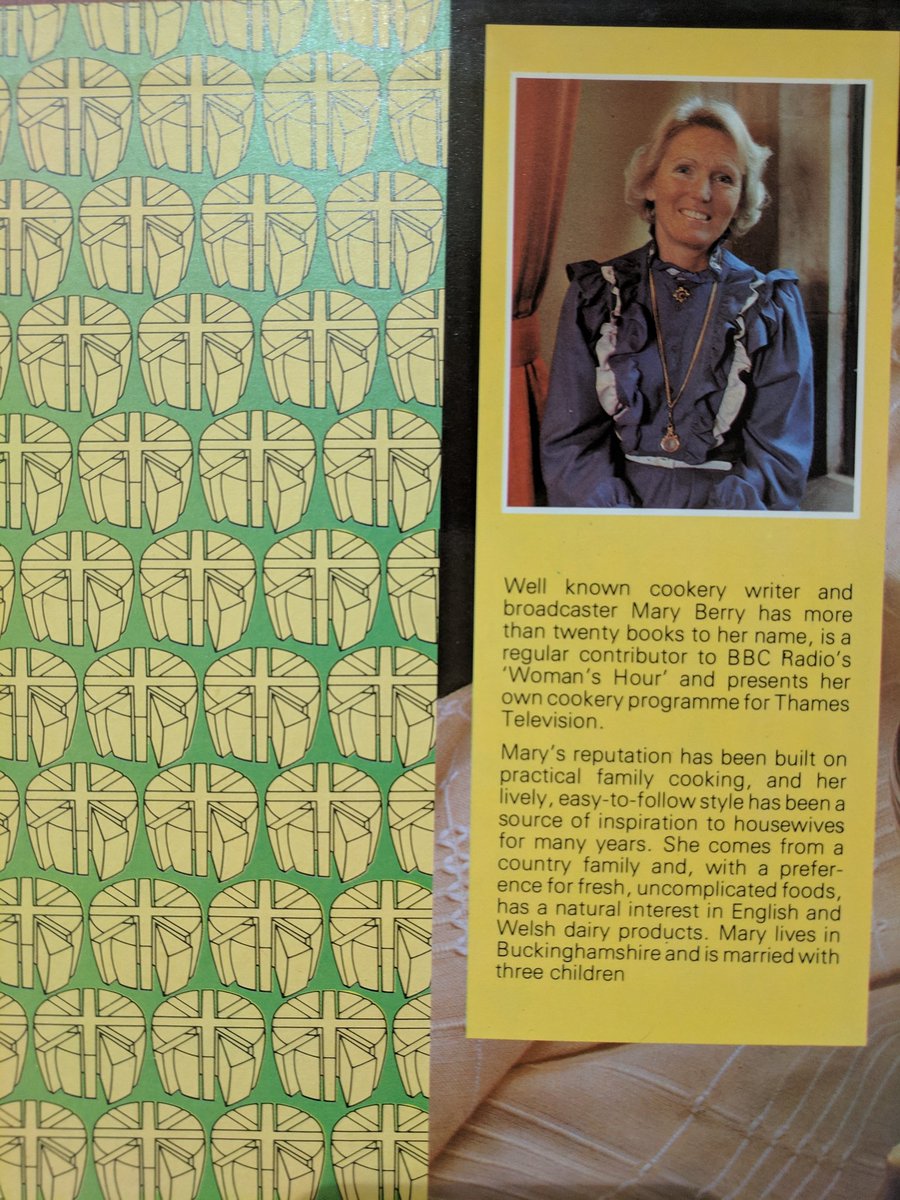 Well known cookery writer and
broadcaster Mary Berry has more
than twenty books to her name, is a
regular contributor to BBC Radio's
'Woman's Hour' and presents her
own cookery programme for Thames
Television.
Mary's reputation has been built on
practical family cooking, and her
lively, easy-to-follow style has been a
source of inspiration to housewives
for many years. She comes from a
country family and, with a prefer-
ence for fresh, uncomplicated foods,
has a natural interest in English and
Welsh dairy products. Mary lives in
Buckinghamshire and is married with
three children